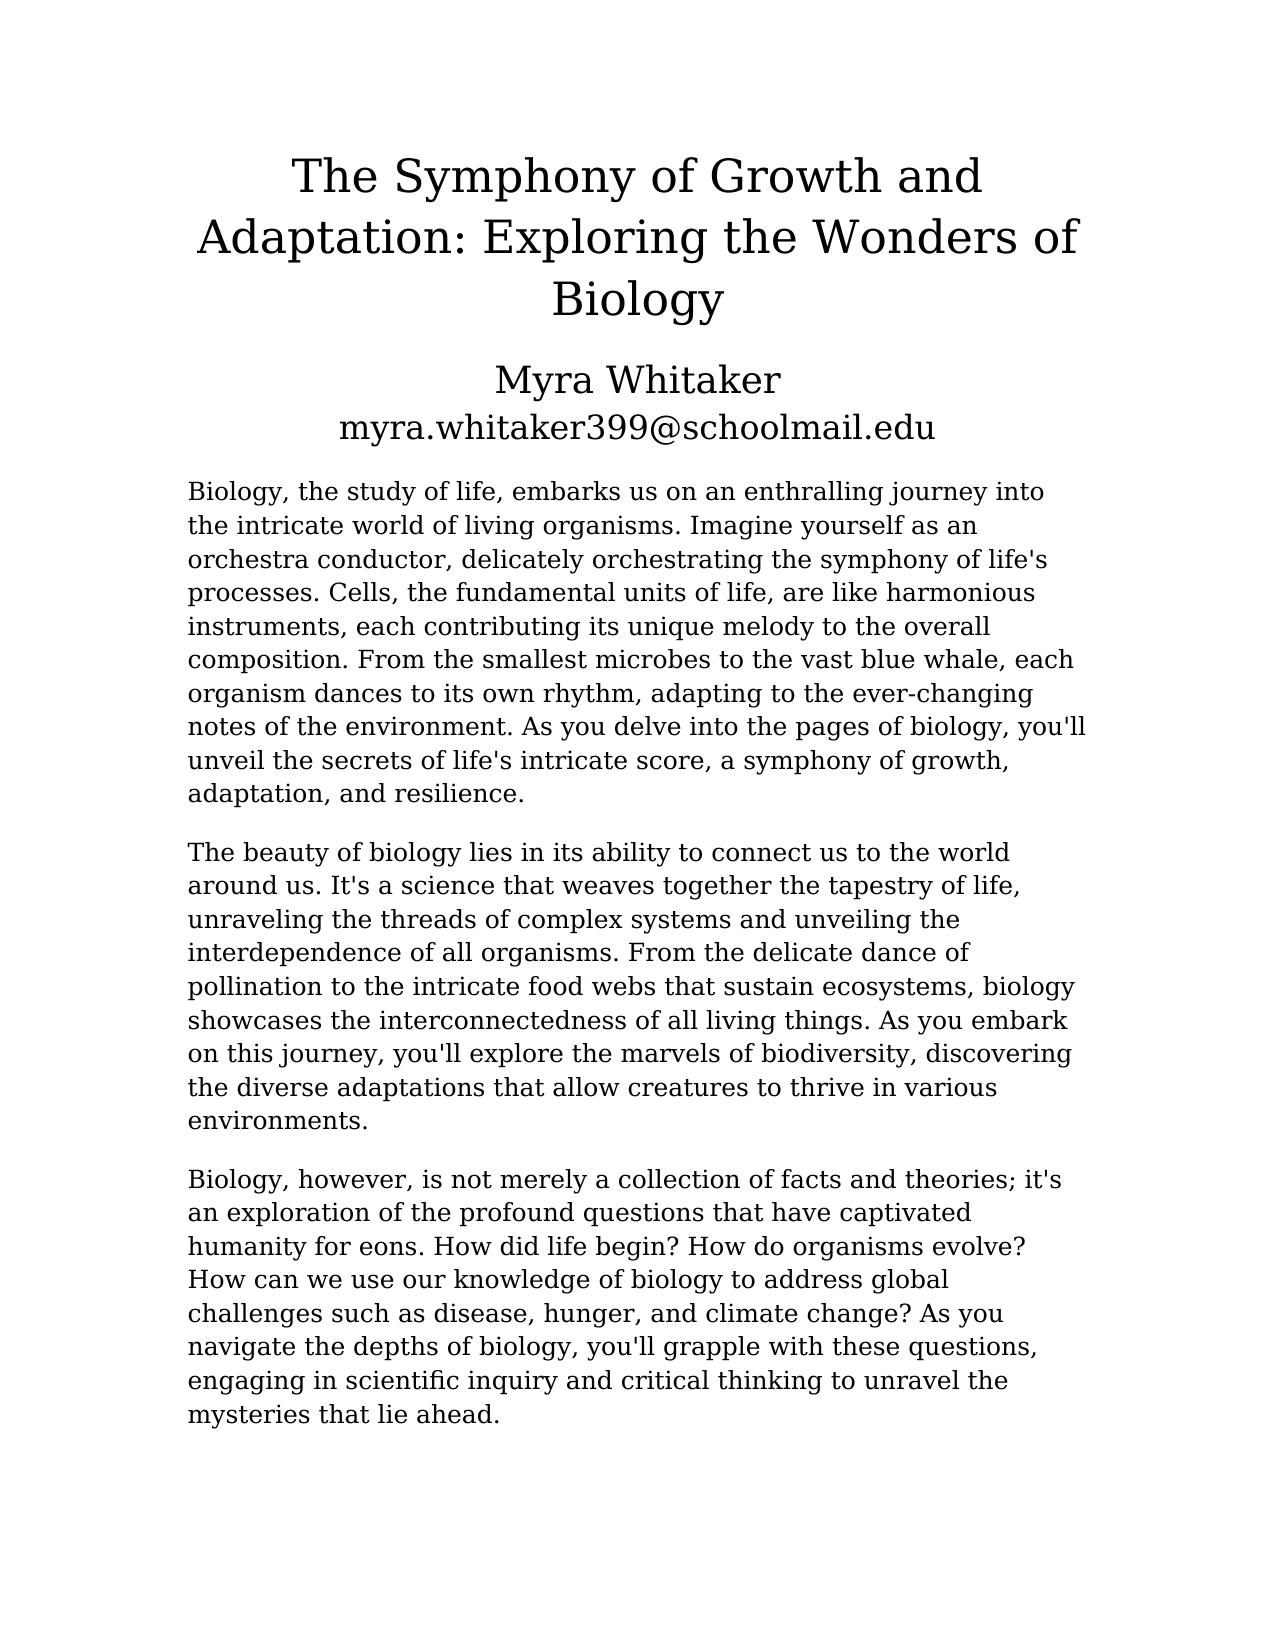 The Symphony of Growth and
Adaptation: Exploring the Wonders of
Biology
Myra Whitaker
myra.whitaker399@schoolmail.edu
Biology, the study of life, embarks us on an enthralling journey into
the intricate world of living organisms. Imagine yourself as an
orchestra conductor, delicately orchestrating the symphony of life's
processes. Cells, the fundamental units of life, are like harmonious
instruments, each contributing its unique melody to the overall
composition. From the smallest microbes to the vast blue whale, each
organism dances to its own rhythm, adapting to the ever-changing
notes of the environment. As you delve into the pages of biology, you'll
unveil the secrets of life's intricate score, a symphony of growth,
adaptation, and resilience.
The beauty of biology lies in its ability to connect us to the world
around us. It's a science that weaves together the tapestry of life,
unraveling the threads of complex systems and unveiling the
interdependence of all organisms. From the delicate dance of
pollination to the intricate food webs that sustain ecosystems, biology
showcases the interconnectedness of all living things. As you embark
on this journey, you'll explore the marvels of biodiversity, discovering
the diverse adaptations that allow creatures to thrive in various
environments.
Biology, however, is not merely a collection of facts and theories; it's
an exploration of the profound questions that have captivated
humanity for eons. How did life begin? How do organisms evolve?
How can we use our knowledge of biology to address global
challenges such as disease, hunger, and climate change? As you
navigate the depths of biology, you'll grapple with these questions,
engaging in scientific inquiry and critical thinking to unravel the
mysteries that lie ahead.